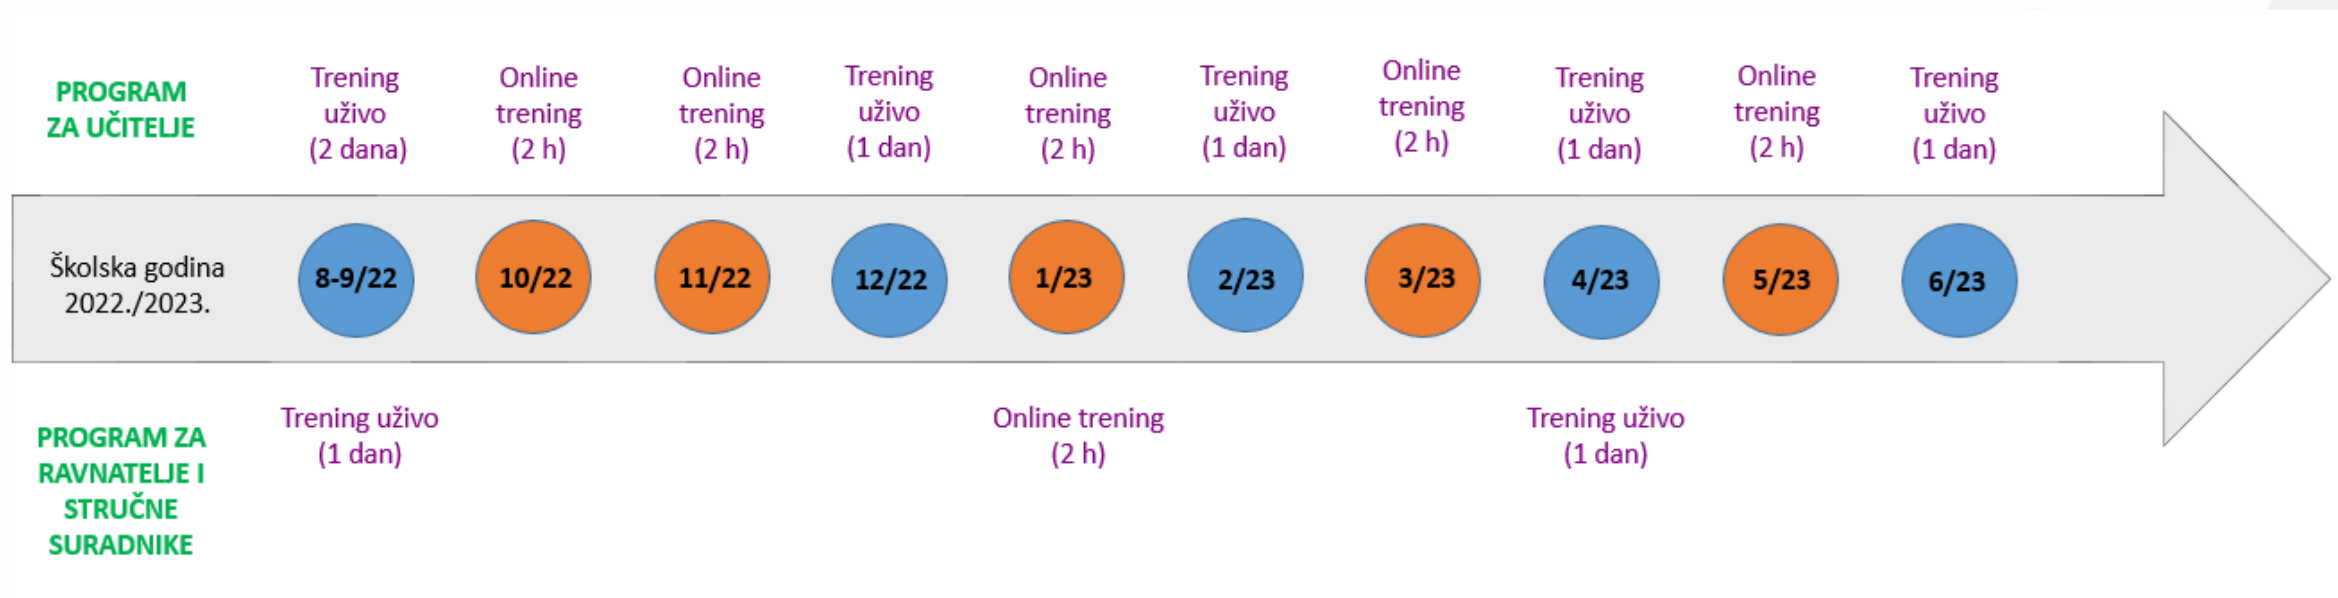 PROGRAM
ZA UČITELJE
Trening
uživo
(2 dana)
Online
trening
(2 h)
Online
trening
(2 h)
Trening
uživo
(1 dan)
Online
trening
(2 h)
Trening
uživo
(1 dan)
Online
trening
(2 h)
Trening
uživo
(1 dan)
Online
trening
(2 h)
Trening
uživo
(1 dan)
Školska godina
2022./2023.
8-9/22
10/22
11/22
12/22
1/23
2/23
3/23
4/23
5/23
6/23
PROGRAM ZA
RAVNATELJE I
STRUČNE
SURADNIKE
Trening uživo
(1 dan)
Online trening
(2 h)
Trening uživo
(1 dan)